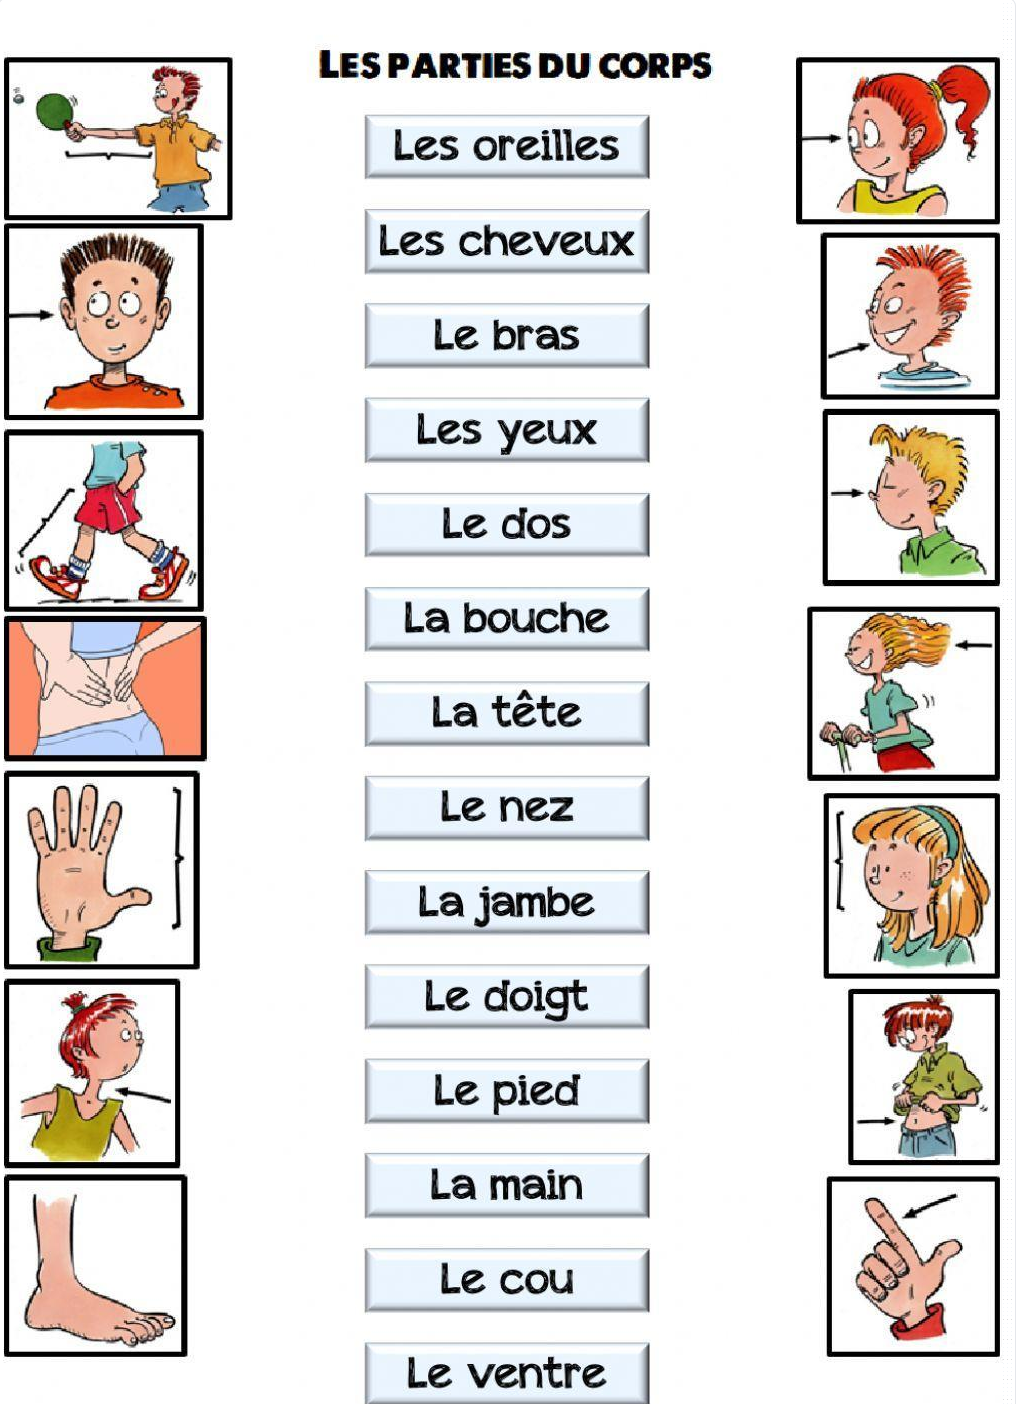 LES PARTIES DU CORPS
Les oreilles
Les cheveux
Le bras
Les yeux
Le dos
La bouche
La tête
Le nez
La jambe
Le doigt
Le pied
La main
Le cou
Le ventre